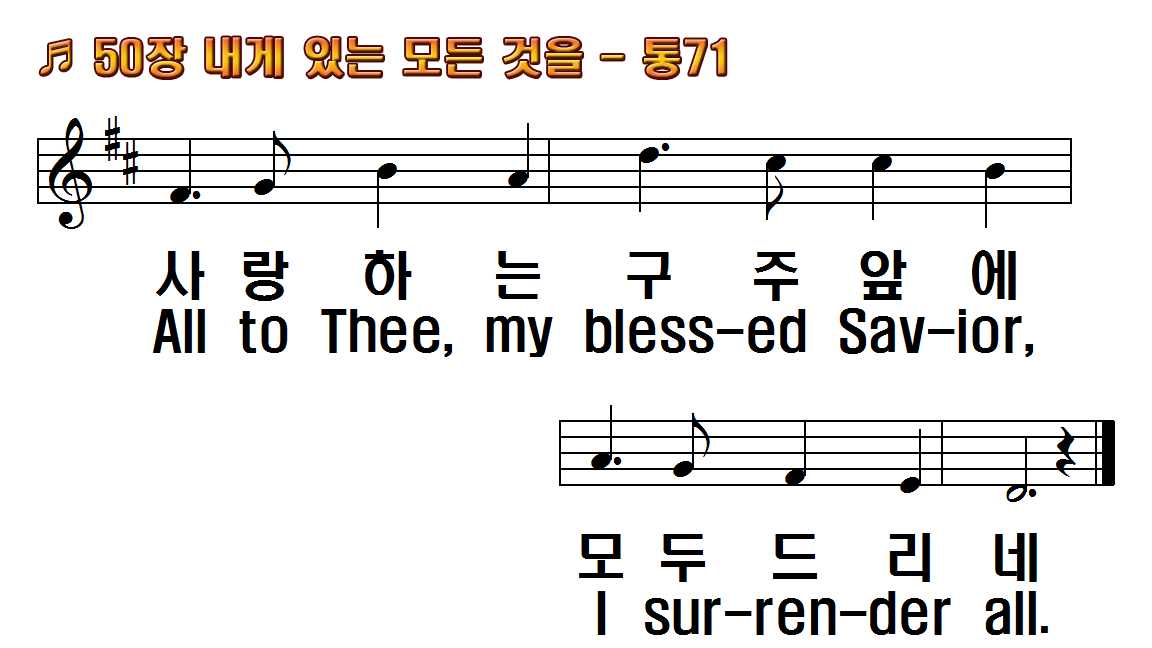 50장 내게 있는 모든 것을 - 통71
사 랑 하 는 구 주 앞 에
All to Thee, my bless-ed Sav-ior,
모 두 드 리 네
I sur-ren-der all.